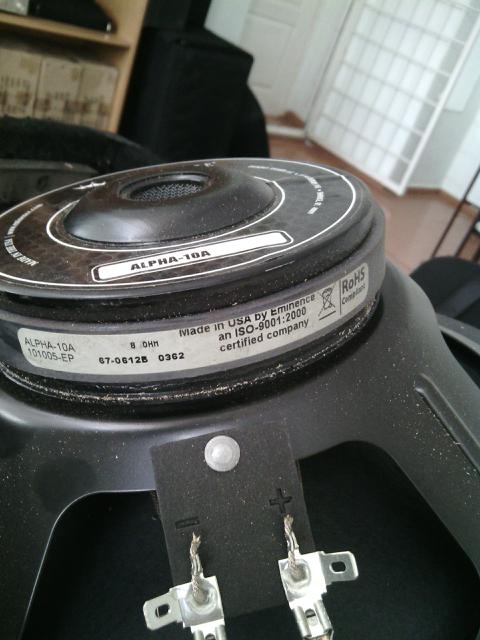 ALPHA-10A
ALPHA-10A
101005-EP
8 OHM
67-0612B 0362
Made in USA by Eminence
an ISO-9001:2000
certified company
RoHS
Compliant
- +